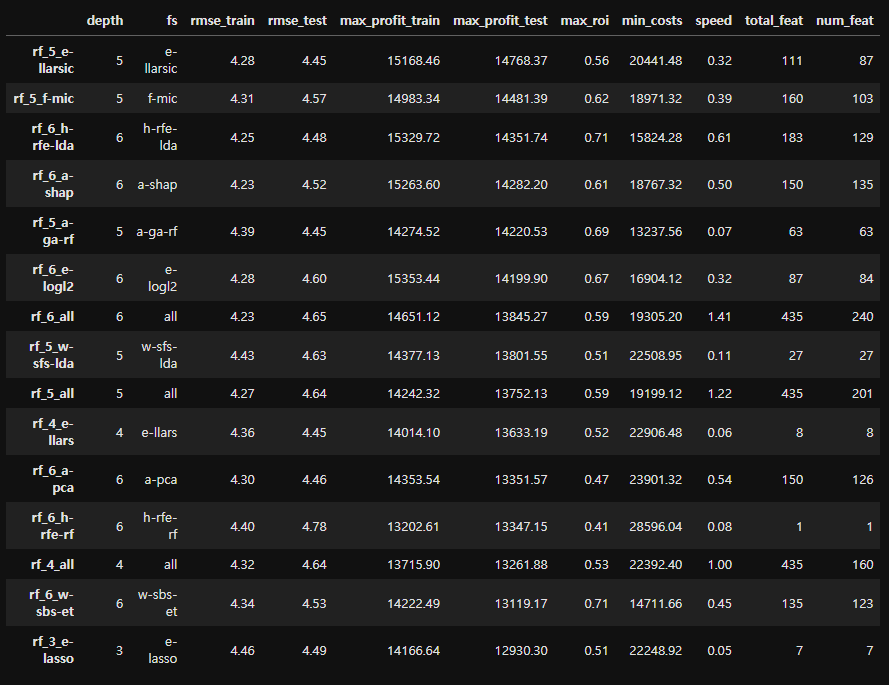 depth fs rmse_train rmse_test max_profit_train max_profit_test max_roi min_costs speed total_feat num_feat
rf_5_e-
llarsic 5 e-
llarsic 4.28 4.45 15168.46 14768.37 0.56 20441.48 0.32 111 87
rf_5_f-mic 5 f-mic 4.31 4.57 14983.34 14481.39 0.62 18971.32 0.39 160 103
rf_6_h-
rfe-lda 6 h-rfe-
lda 4.25 4.48 15329.72 14351.74 0.71 15824.28 0.61 183 129
rf_6_a-
shap 6 a-shap 4.23 4.52 15263.60 14282.20 0.61 18767.32 0.50 150 135
rf_5_a-
ga-rf 5 a-ga-rf 4.39 4.45 14274.52 14220.53 0.69 13237.56 0.07 63 63
rf_6_e-
logl2 6 e-
logl2 4.28 4.60 15353.44 14199.90 0.67 16904.12 0.32 87 84
rf_6_all 6 all 4.23 4.65 14651.12 13845.27 0.59 19305.20 1.41 435 240
rf_5_w-
sfs-lda 5 w-sfs-
lda 4.43 4.63 14377.13 13801.55 0.51 22508.95 0.11 27 27
rf_5_all 5 all 4.27 4.64 14242.32 13752.13 0.59 19199.12 1.22 435 201
rf_4_e-
llars 4 e-llars 4.36 4.45 14014.10 13633.19 0.52 22906.48 0.06 8 8
rf_6_a-
pca 6 a-pca 4.30 4.46 14353.54 13351.57 0.47 23901.32 0.54 150 126
rf_6_h-
rfe-rf 6 h-rfe-
rf 4.40 4.78 13202.61 13347.15 0.41 28596.04 0.08 1 1
rf_4_all 4 all 4.32 4.64 13715.90 13261.88 0.53 22392.40 1.00 435 160
rf_6_w-
sbs-et 6 w-sbs-
et 4.34 4.53 14222.49 13119.17 0.71 14711.66 0.45 135 123
rf_3_e-
lasso 3 e-
lasso 4.46 4.49 14166.64 12930.30 0.51 22248.92 0.05 7 7